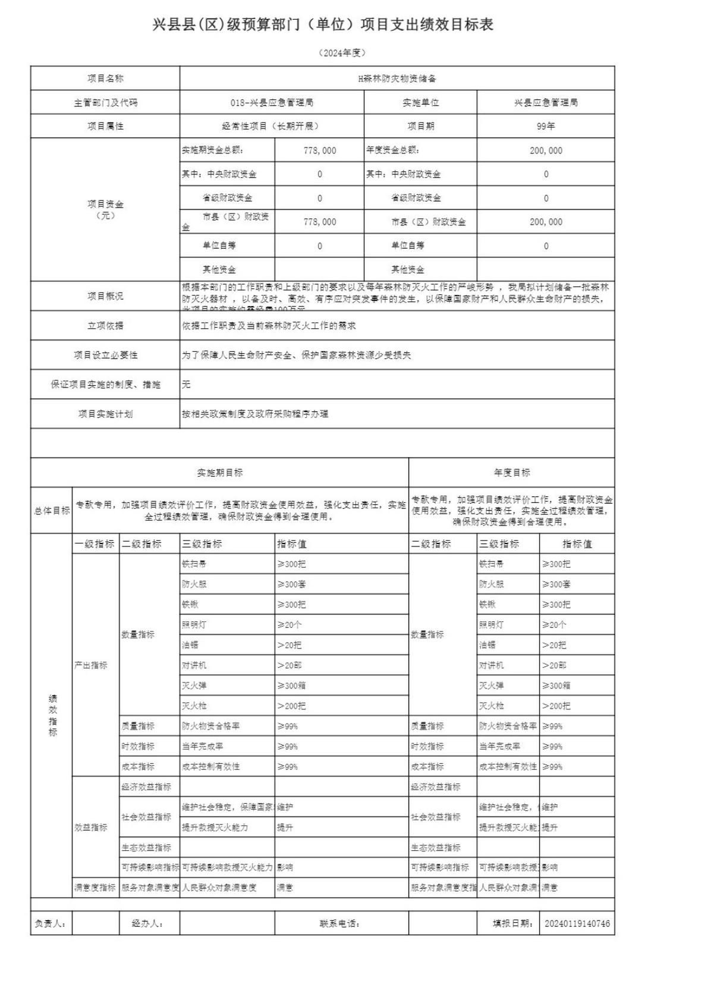 兴县县(区)级预算部门（单位）项目支出绩效目标表
（2024年度）
项目名称 H森林防灾物资储备
主管部门及代码 018-兴县应急管理局 实施单位 兴县应急管理局
项目属性 经常性项目（长期开展） 项目期 99年
项目资金
（元）
实施期资金总额： 778,000 年度资金总额： 200,000
其中：中央财政资金 0 其中：中央财政资金 0
省级财政资金 0 省级财政资金 0
市县（区）财政资
金 778,000 市县（区）财政资金 200,000
单位自筹 0 单位自筹 0
其他资金 其他资金
项目概况
根据本部门的工作职责和上级部门的要求以及每年森林防灭火工作的严峻形势 ，我局拟计划储备一批森林
防灭火器材 ，以备及时、高效、有序应对突发事件的发生，以保障国家财产和人民群众生命财产的损失，
此项目的实施约需经费100万元
立项依据 依据工作职责及当前森林防灭火工作的需求
项目设立必要性 为了保障人民生命财产安全、保护国家森林资源少受损失
保证项目实施的制度、措施 无
项目实施计划 按相关政策制度及政府采购程序办理
实施期目标 年度目标
总体目标
专款专用，加强项目绩效评价工作，提高财政资金使用效益，强化支出责任，实施
全过程绩效管理，确保财政资金得到合理使用。
专款专用，加强项目绩效评价工作，提高财政资金
使用效益，强化支出责任，实施全过程绩效管理，
确保财政资金得到合理使用。
绩
效
指
标
一级指标 二级指标 三级指标 指标值 二级指标 三级指标 指标值
产出指标
数量指标 数量指标
铁扫帚 ≥300把 铁扫帚 ≥300把
防火服 ≥300套 防火服 ≥300套
铁锹 ≥300把 铁锹 ≥300把
照明灯 ≥20个 照明灯 ≥20个
油锯 >20把 油锯 >20把
对讲机 >20部 对讲机 >20部
灭火弹 ≥300箱 灭火弹 ≥300箱
灭火枪 >200把 灭火枪 >200把
质量指标 防火物资合格率 ≥99% 质量指标 防火物资合格率 ≥99%
时效指标 当年完成率 ≥99% 时效指标 当年完成率 ≥99%
成本指标 成本控制有效性 ≥99% 成本指标 成本控制有效性 ≥99%
效益指标
经济效益指标 经济效益指标
社会效益指标 社会效益指标
维护社会稳定，保障国家 维护 维护社会稳定， 维护
提升救援灭火能力 提升 提升救援灭火能 提升
生态效益指标 生态效益指标
可持续影响指标 可持续影响救援灭火能力 影响 可持续影响指标 可持续影响救援 影响
满意度指标 服务对象满意度 人民群众对象满意度 满意 服务对象满意度指 人民群众对象满 满意
负责人： 经办人： 联系电话： 填报日期： 20240119140746